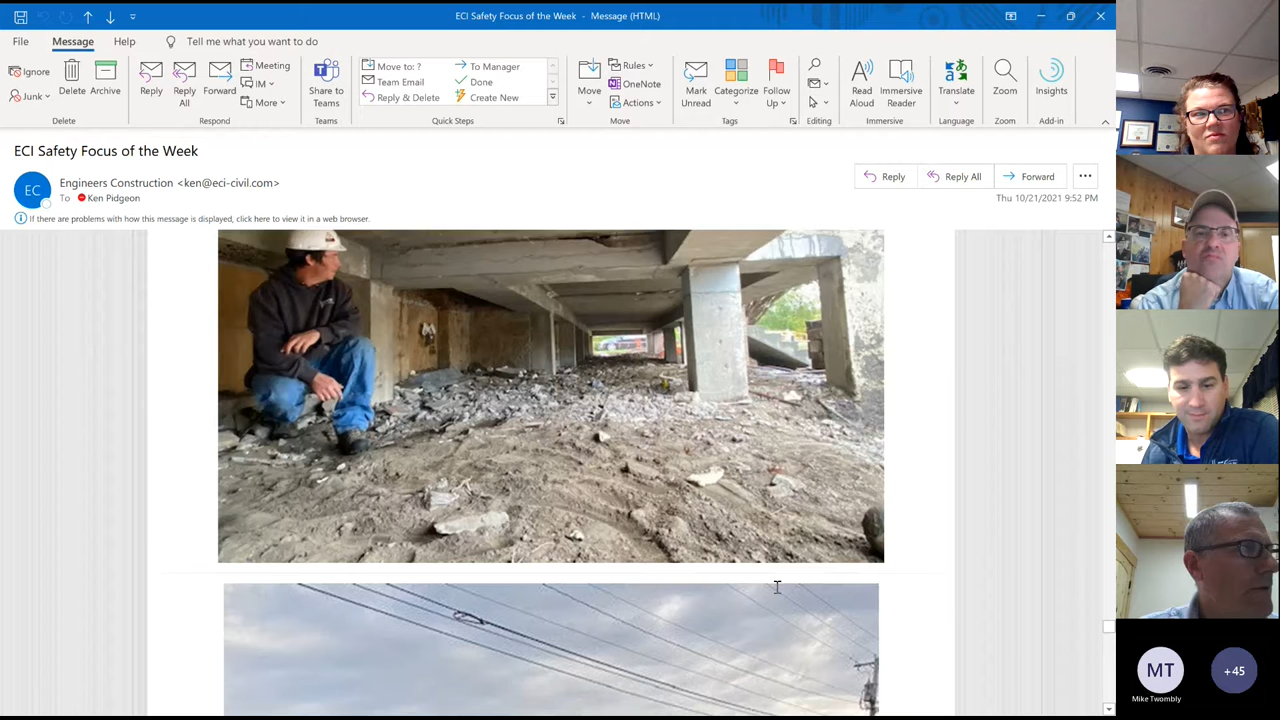 ECI Safety Focus of the Week - Message (HTML)
File Message Help Tell me what you want to do
Ignore
Junk
Delete
Archive
Delete
Reply
Reply All
Forward
Meeting
IM
More
Respond
Share to Teams
Teams
Move to: ?
To Manager
Team Email
Done
Reply & Delete
Create New
Quick Steps
Move
Rules
OneNote
Actions
Move
Mark Unread
Categorize
Follow Up
Tags
Editing
Read Aloud
Immersive Reader
Immersive
Translate
Language
Zoom
Zoom
Insights
Add-in
ECI Safety Focus of the Week
EC
Engineers Construction <ken@eci-civil.com>
To Ken Pidgeon
Reply
Reply All
Forward
Thu 10/21/2021 9:52 PM
If there are problems with how this message is displayed, click here to view it in a web browser.
MT
Mike Twombly
+45